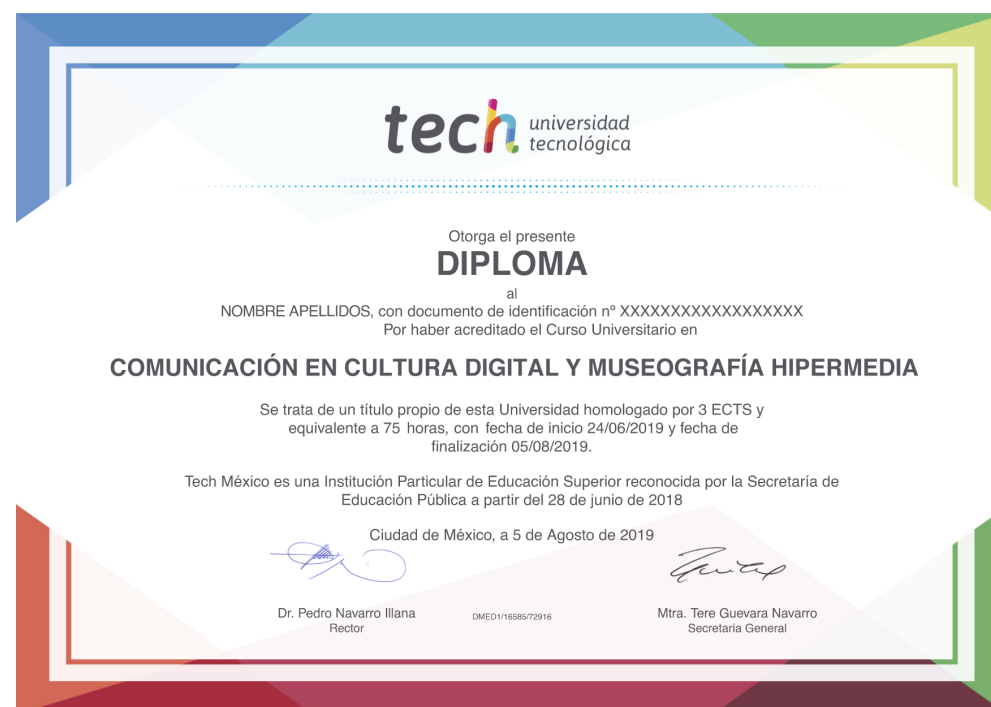 tech universidad
tecnológica
Otorga el presente
DIPLOMA
al
NOMBRE APELLIDOS, con documento de identificación nº XXXXXXXXXXXXXXXXXX
Por haber acreditado el Curso Universitario en
COMUNICACIÓN EN CULTURA DIGITAL Y MUSEOGRAFÍA HIPERMEDIA
Se trata de un título propio de esta Universidad homologado por 3 ECTS y
equivalente a 75 horas, con fecha de inicio 24/06/2019 y fecha de
finalización 05/08/2019.
Tech México es una Institución Particular de Educación Superior reconocida por la Secretaría de
Educación Pública a partir del 28 de junio de 2018
Ciudad de México, a 5 de Agosto de 2019
Dr. Pedro Navarro Illana
Rector
DMED1/16585/72916
Mtra. Tere Guevara Navarro
Secretaria General